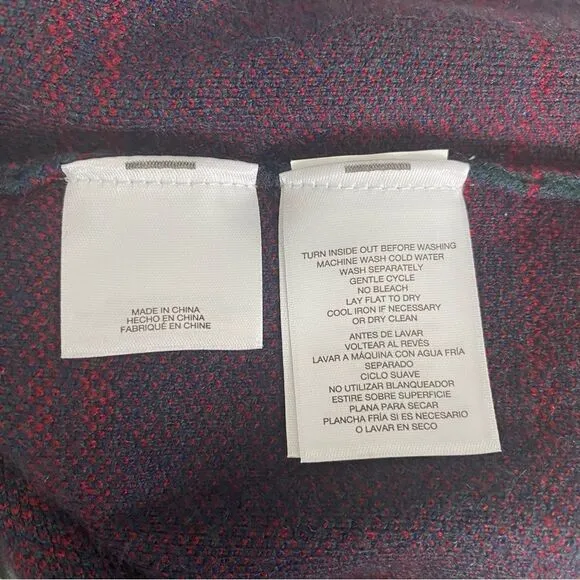 MADE IN CHINA
HECHO EN CHINA
FABRIQUÉ EN CHINE
TURN INSIDE OUT BEFORE WASHING
MACHINE WASH COLD WATER
WASH SEPARATELY
GENTLE CYCLE
NO BLEACH
LAY FLAT TO DRY
COOL IRON IF NECESSARY
OR DRY CLEAN
ANTES DE LAVAR
VOLTEAR AL REVÉS
LAVAR A MÁQUINA CON AGUA FRÍA
SEPARADO
CICLO SUAVE
NO UTILIZAR BLANQUEADOR
ESTIRE SOBRE SUPERFICIE
PLANA PARA SECAR
PLANCHA FRÍA SI ES NECESARIO
O LAVAR EN SECO